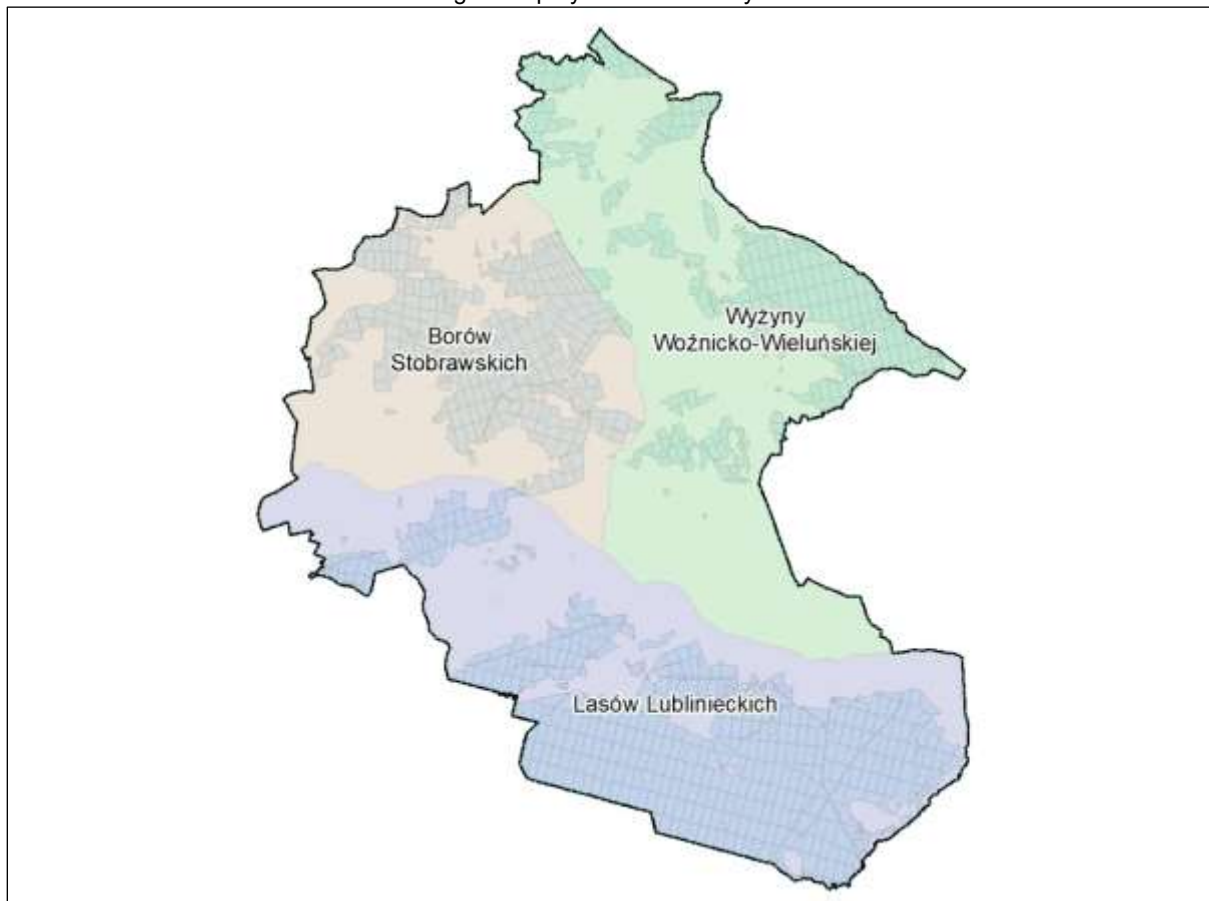 Wyżyny
Woźnicko-Wieluńskiej
Borów
Stobrawskich
Lasów Lublinieckich